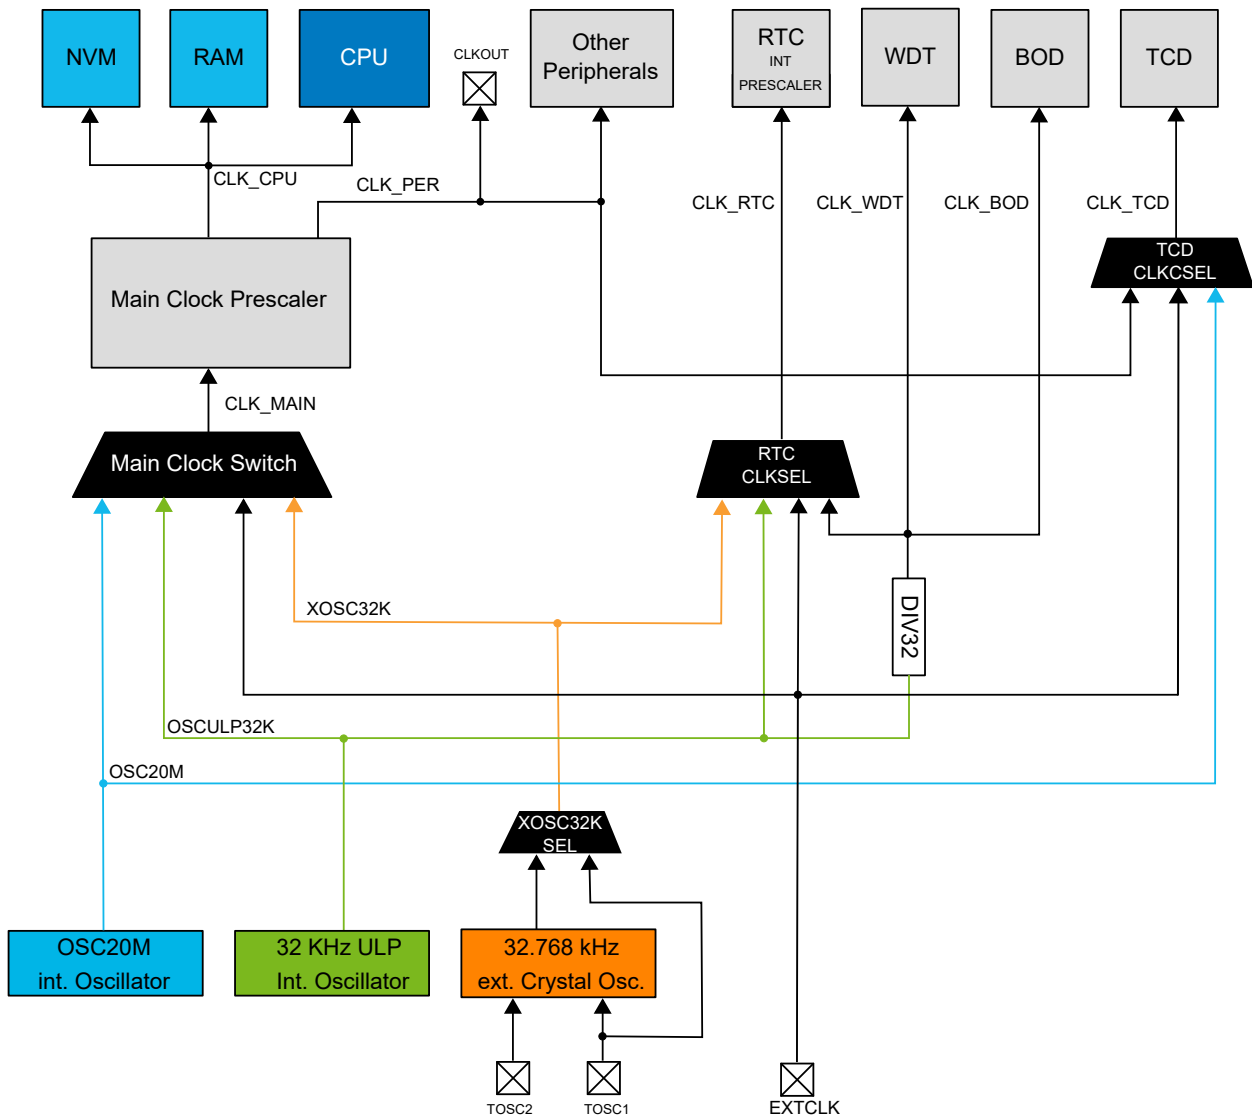 NVM
RAM
CPU
CLKOUT
Other
Peripherals
RTC
INT
PRESCALER
WDT
BOD
TCD
CLK_CPU
CLK_PER
CLK_RTC
CLK_WDT
CLK_BOD
CLK_TCD
TCD
CLKCSEL
Main Clock Prescaler
CLK_MAIN
Main Clock Switch
RTC
CLKSEL
XOSC32K
DIV32
OSCULP32K
OSC20M
XOSC32K
SEL
OSC20M
int. Oscillator
32 KHz ULP
Int. Oscillator
32.768 kHz
ext. Crystal Osc.
TOSC2
TOSC1
EXTCLK